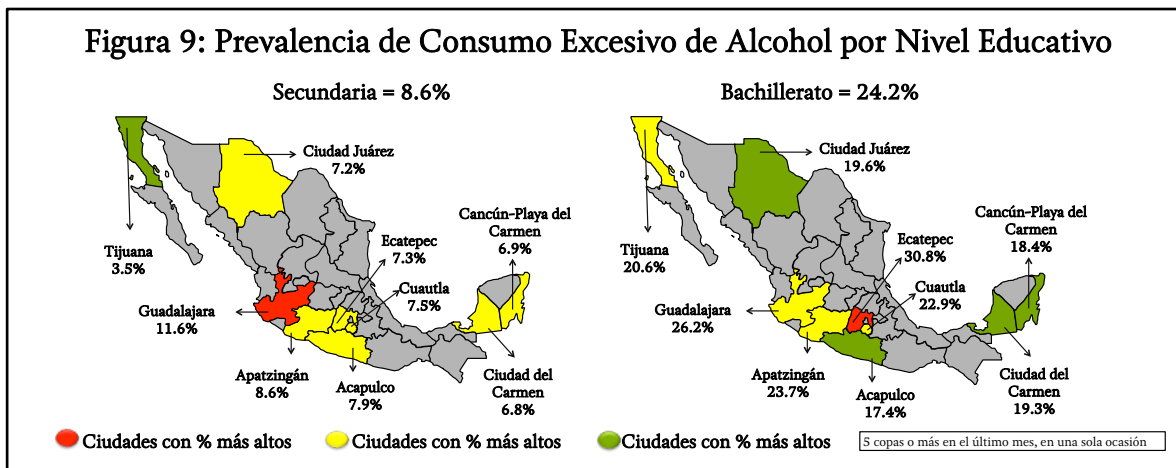 Figura 9: Prevalencia de Consumo Excesivo de Alcohol por Nivel Educativo
Secundaria = 8.6%
Ciudad Juárez
7.2%
Cancún-Playa del
Carmen
6.9%
Ecatepec
7.3%
Tijuana
3.5%
Cuautla
7.5%
Guadalajara
11.6%
Apatzingán
8.6%
Acapulco
7.9%
Ciudad del
Carmen
6.8%
Bachillerato = 24.2%
Ciudad Juárez
19.6%
Cancún-Playa del
Carmen
18.4%
Ecatepec
30.8%
Tijuana
20.6%
Cuautla
22.9%
Guadalajara
26.2%
Apatzingán
23.7%
Acapulco
17.4%
Ciudad del
Carmen
19.3%
Ciudades con % más altos
Ciudades con % más altos
Ciudades con % más altos
5 copas o más en el último mes, en una sola ocasión